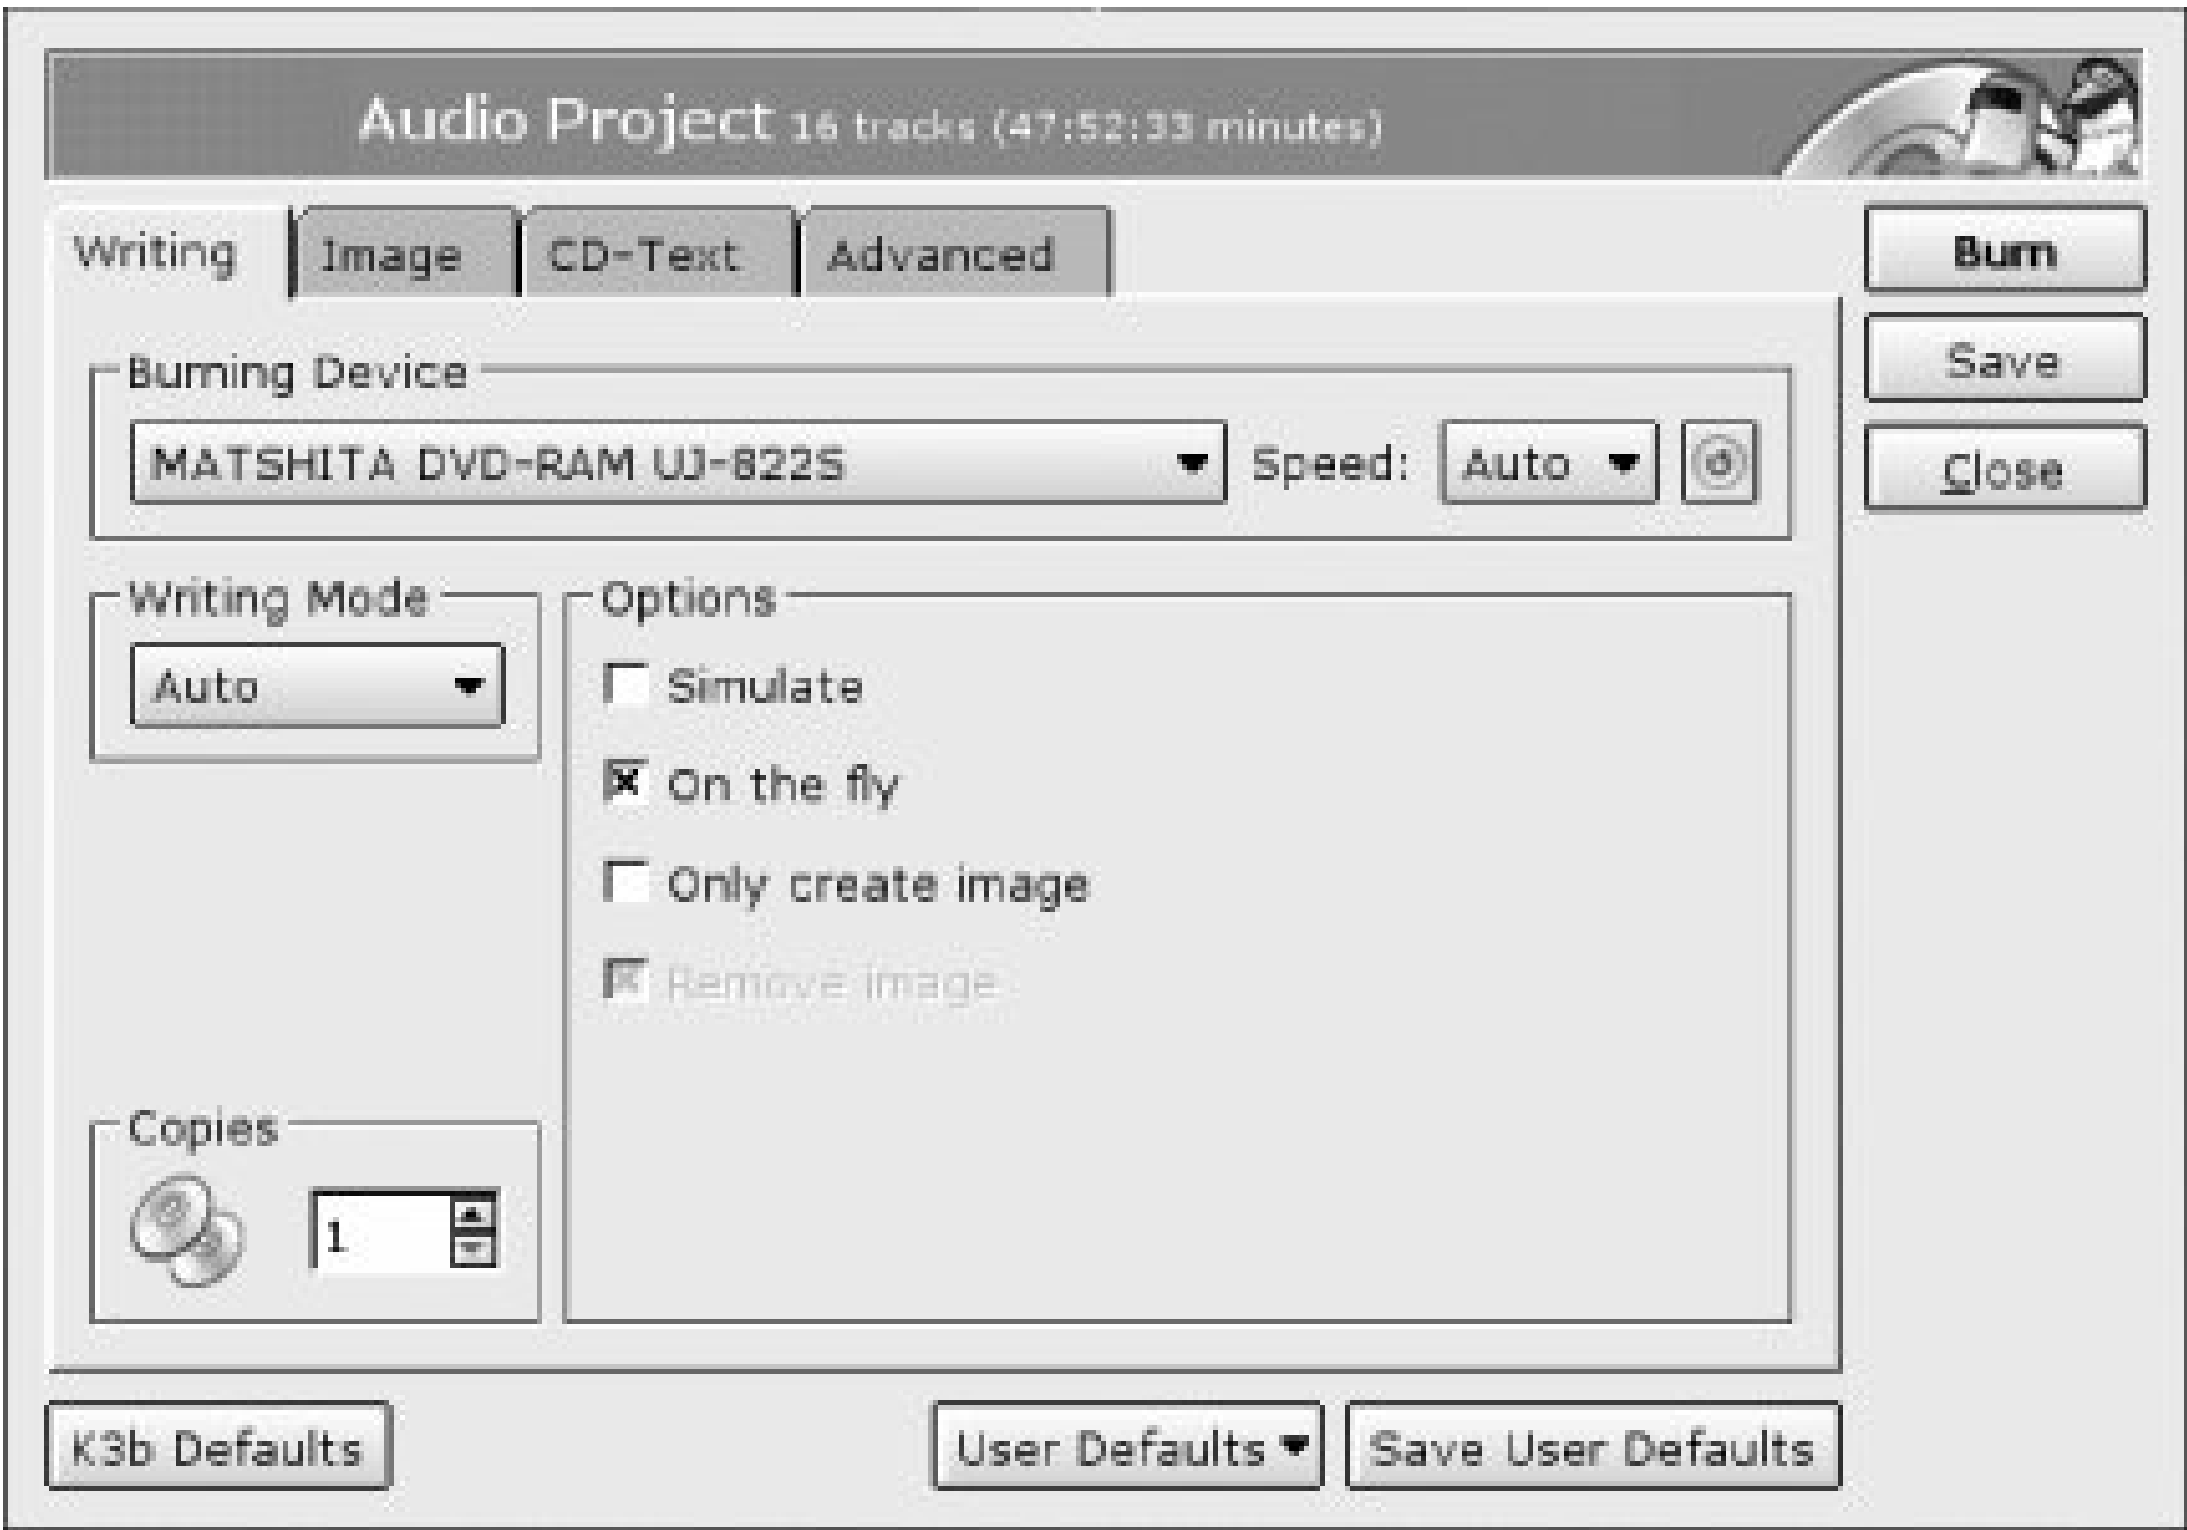 Audio Project 16 tracks (47:52:33 minutes)
Writing Image CD-Text Advanced
Burn
Save
Close
Burning Device
MATSHITA DVD-RAM UJ-822S Speed: Auto
Writing Mode
Auto
Options
Simulate
On the fly
Only create image
Remove image
Copies
1
K3b Defaults User Defaults Save User Defaults